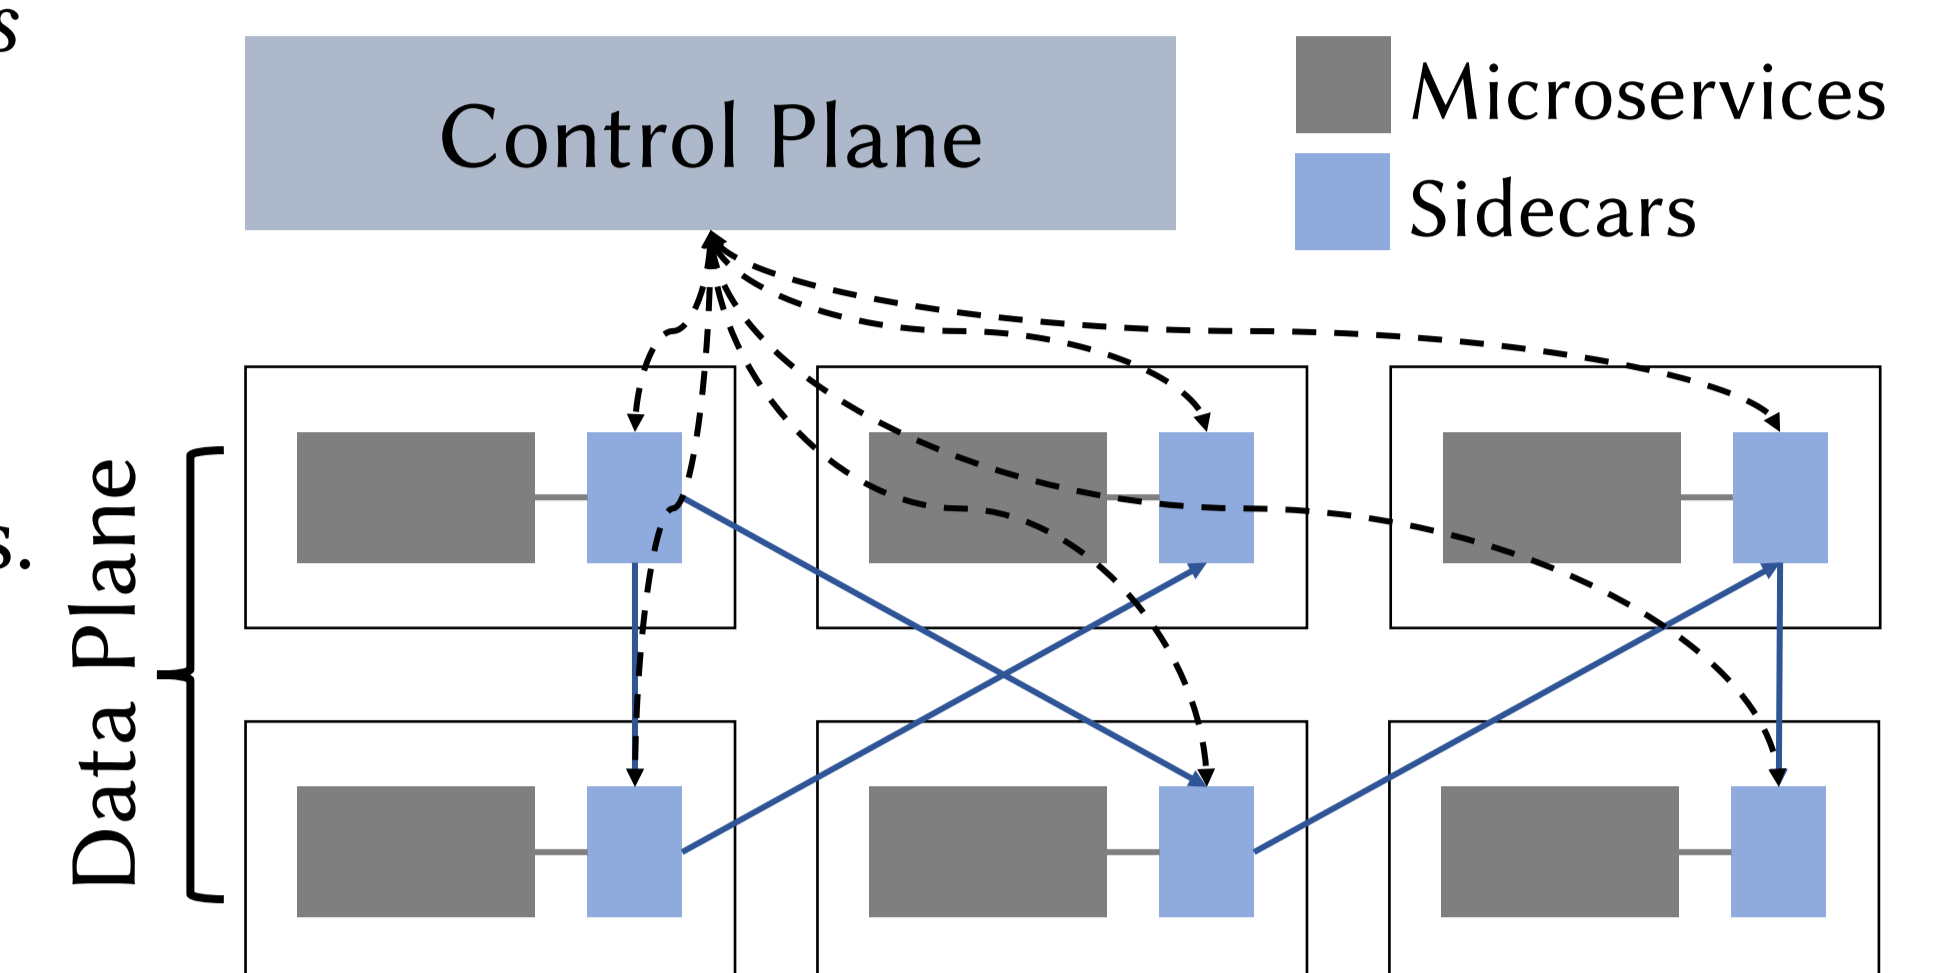 s
Control Plane
Microservices
Sidecars
s.
Data Plane